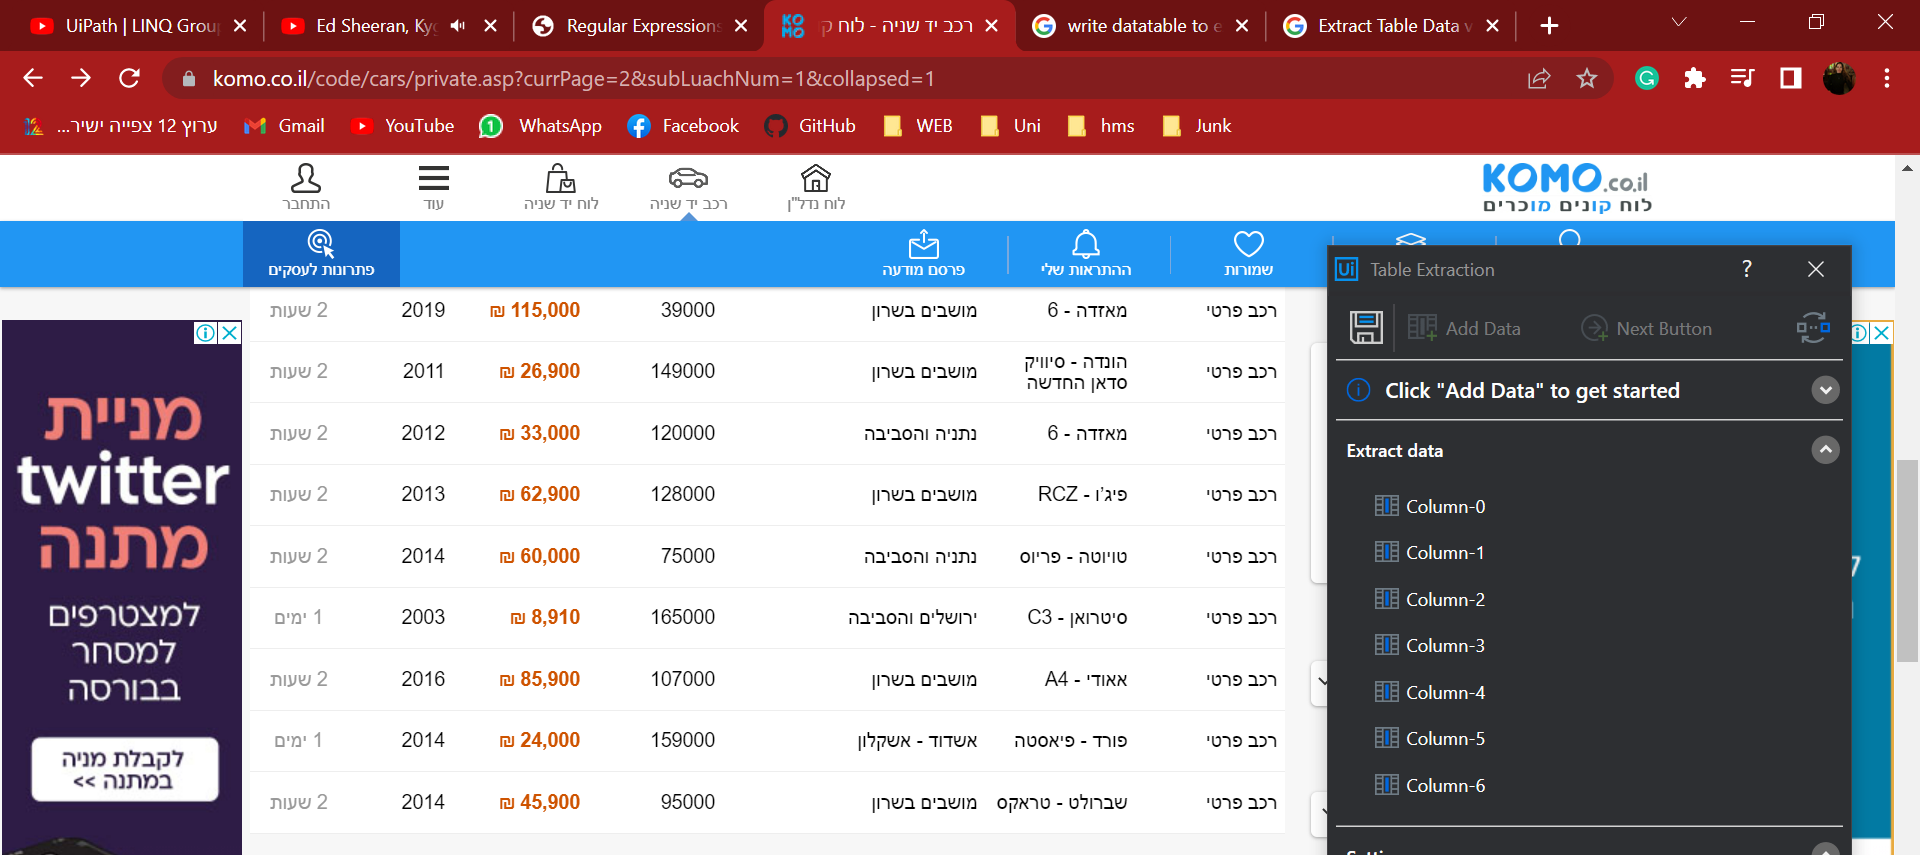 UiPath | LINQ Grou
Ed Sheeran, Kyg
Regular Expressions
רכב יד שניה - לוח ק
write datatable to e
Extract Table Data v
komo.co.il/code/cars/private.asp?currPage=2&subLuachNum=1&collapsed=1
ערוץ 12 צפייה ישיר...
Gmail
YouTube
WhatsApp
Facebook
GitHub
WEB
Uni
hms
Junk
KOMO.co.il
לוח קונים מוכרים
לוח נדל"ן
רכב יד שניה
לוח יד שניה
עוד
התחבר
שמורות
ההתראות שלי
פרסם מודעה
פתרונות לעסקים
רכב פרטי מאזדה - 6 מושבים בשרון 39000 115,000 ₪ 2019 2 שעות
רכב פרטי הונדה - סיוויק סדאן החדשה מושבים בשרון 149000 26,900 ₪ 2011 2 שעות
רכב פרטי מאזדה - 6 נתניה והסביבה 120000 33,000 ₪ 2012 2 שעות
רכב פרטי פיג'ו - RCZ מושבים בשרון 128000 62,900 ₪ 2013 2 שעות
רכב פרטי טויוטה - פריוס נתניה והסביבה 75000 60,000 ₪ 2014 2 שעות
רכב פרטי סיטרואן - C3 ירושלים והסביבה 165000 8,910 ₪ 2003 1 ימים
רכב פרטי אאודי - A4 מושבים בשרון 107000 85,900 ₪ 2016 2 שעות
רכב פרטי פורד - פיאסטה אשדוד - אשקלון 159000 24,000 ₪ 2014 1 ימים
רכב פרטי שברולט - טראקס מושבים בשרון 95000 45,900 ₪ 2014 2 שעות
מניית
twitter
מתנה
למצטרפים
למסחר
בבורסה
לקבלת מניה
במתנה >>
Ui Table Extraction
?
Add Data
Next Button
Click "Add Data" to get started
Extract data
Column-0
Column-1
Column-2
Column-3
Column-4
Column-5
Column-6